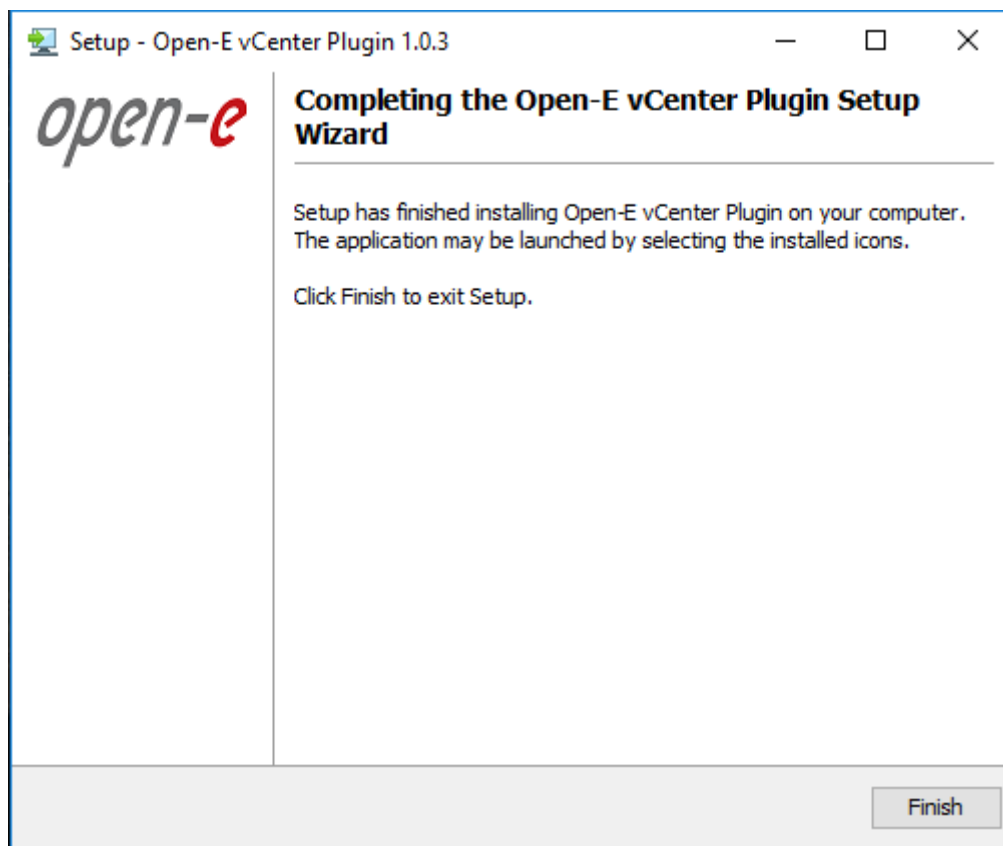 Setup - Open-E vCenter Plugin 1.0.3
open-e
Completing the Open-E vCenter Plugin Setup
Wizard
Setup has finished installing Open-E vCenter Plugin on your computer.
The application may be launched by selecting the installed icons.
Click Finish to exit Setup.
Finish